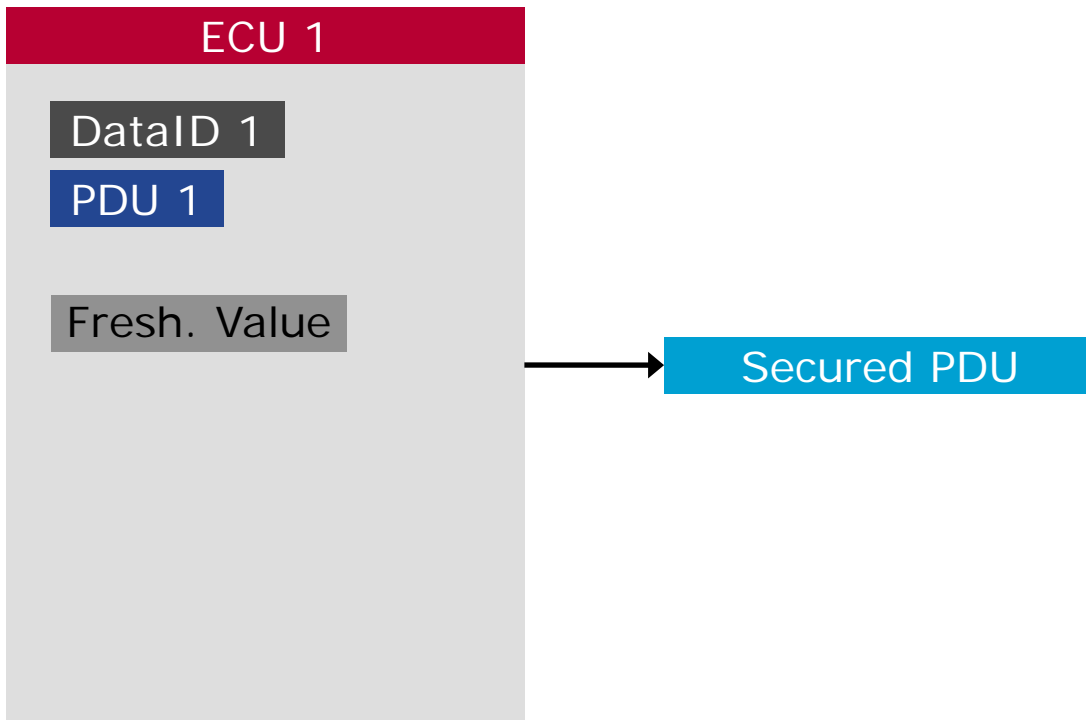 ECU 1
DataID 1
PDU 1
Fresh. Value
Secured PDU